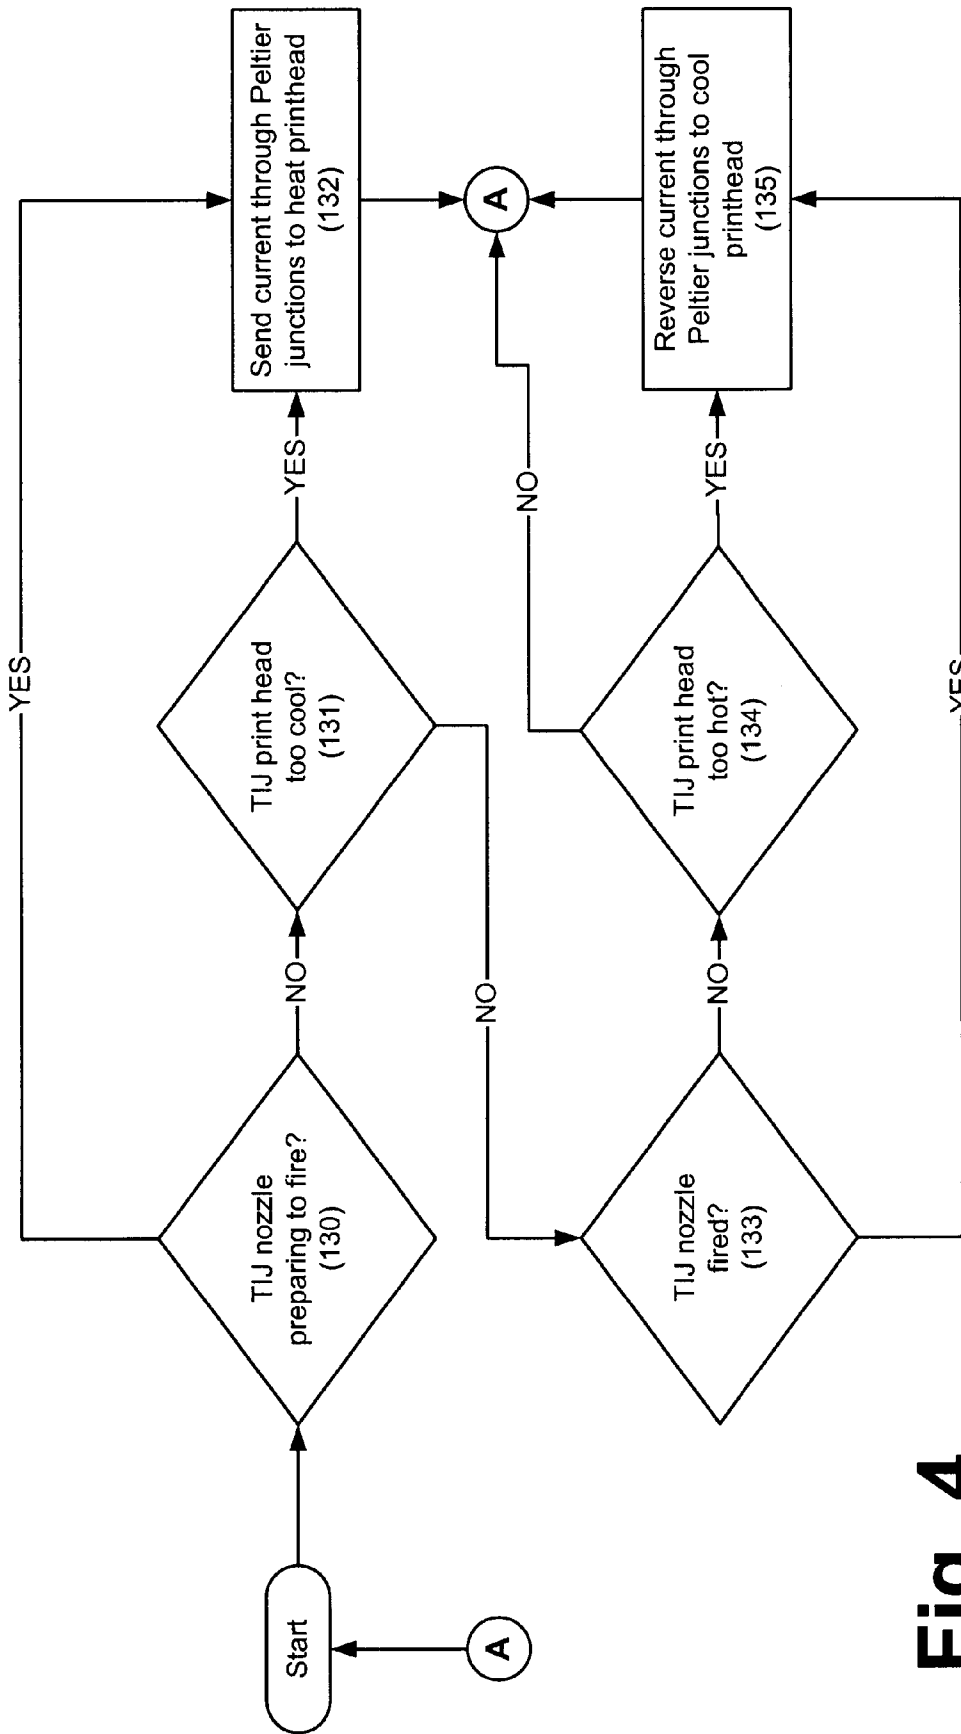 Start
A
TIJ nozzle
preparing to fire?
(130)
YES
NO
TIJ print head
too cool?
(131)
YES
Send current through Peltier
junctions to heat printhead
(132)
NO
A
TIJ nozzle
fired?
(133)
NO
TIJ print head
too hot?
(134)
NO
YES
Reverse current through
Peltier junctions to cool
printhead
(135)
YES
Fig. 4